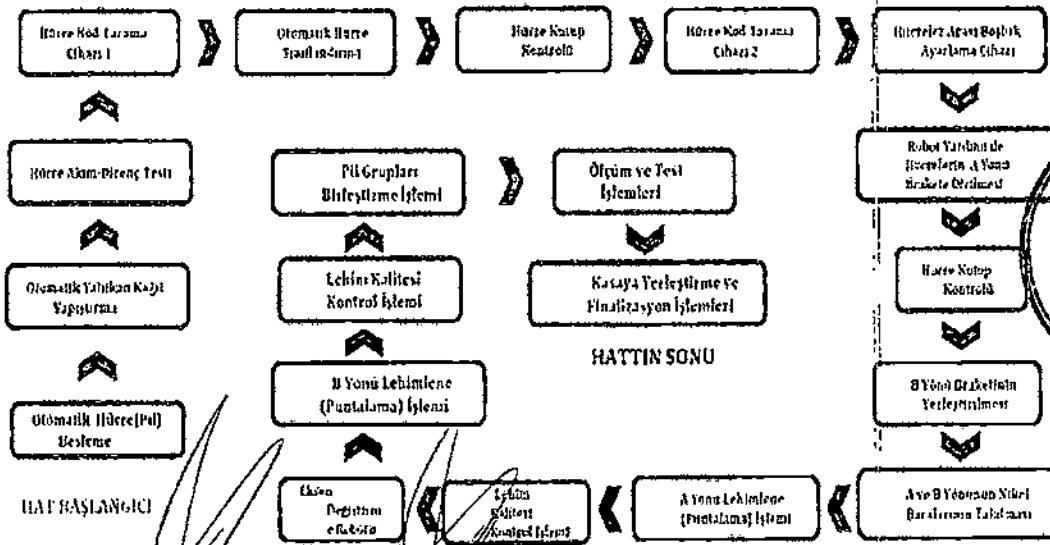 Hücre Kod Tarama
Cihazı 1
Otomatik Hücre
Sınıflandırıcı
Hücre Kutup
Kontrolü
Hücre Kod Tarama
Cihazı 2
Hücreler Arası Boşluk
Ayarlama Cihazı
Hücre Akım-Direnç Testi
Pil Grupları
Birleştirme İşlemi
Ölçüm ve Test
İşlemleri
Robot Yardımı ile
Hücrelerin A Yönü
Brakete Dizilmesi
Otomatik Yalıtkan Kağıt
Yapıştırma
Lehim Kalitesi
Kontrol İşlemi
Kasaya Yerleştirme ve
Finalizasyon İşlemleri
Hücre Kutup
Kontrolü
HATTIN SONU
Otomatik Hücre(Pil)
Besleme
B Yönü Lehimleme
(Puntalama) İşlemi
B Yönü Braketinin
Yerleştirilmesi
HAT BAŞLANGICI
Eksen
Değiştirme
Lehim
Kalitesi
Kontrol İşlemi
A Yönü Lehimleme
(Puntalama) İşlemi
A ve B Yönünün Nikel
Baralarının Takılması